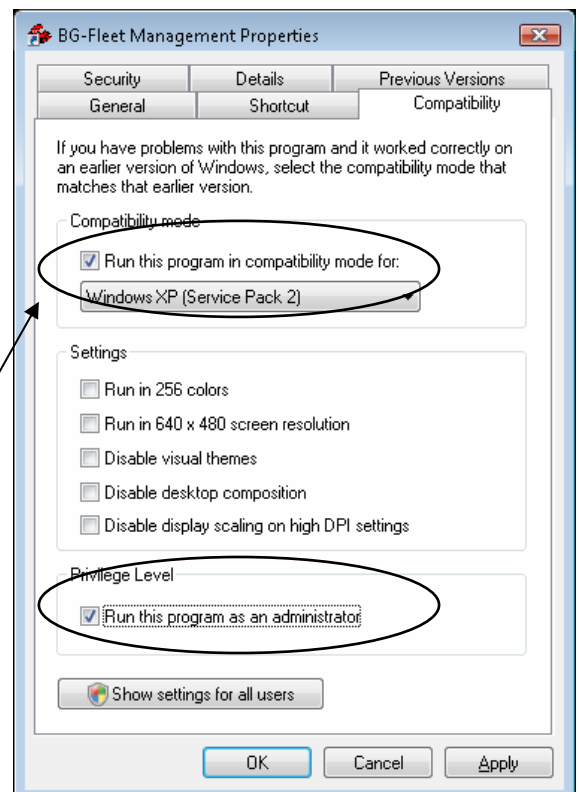 BG-Fleet Management Properties
Security Details Previous Versions
General Shortcut Compatibility
If you have problems with this program and it worked correctly on
an earlier version of Windows, select the compatibility mode that
matches that earlier version.
Compatibility mode
Run this program in compatibility mode for:
Windows XP (Service Pack 2)
Settings
Run in 256 colors
Run in 640 x 480 screen resolution
Disable visual themes
Disable desktop composition
Disable display scaling on high DPI settings
Privilege Level
Run this program as an administrator
Show settings for all users
OK Cancel Apply